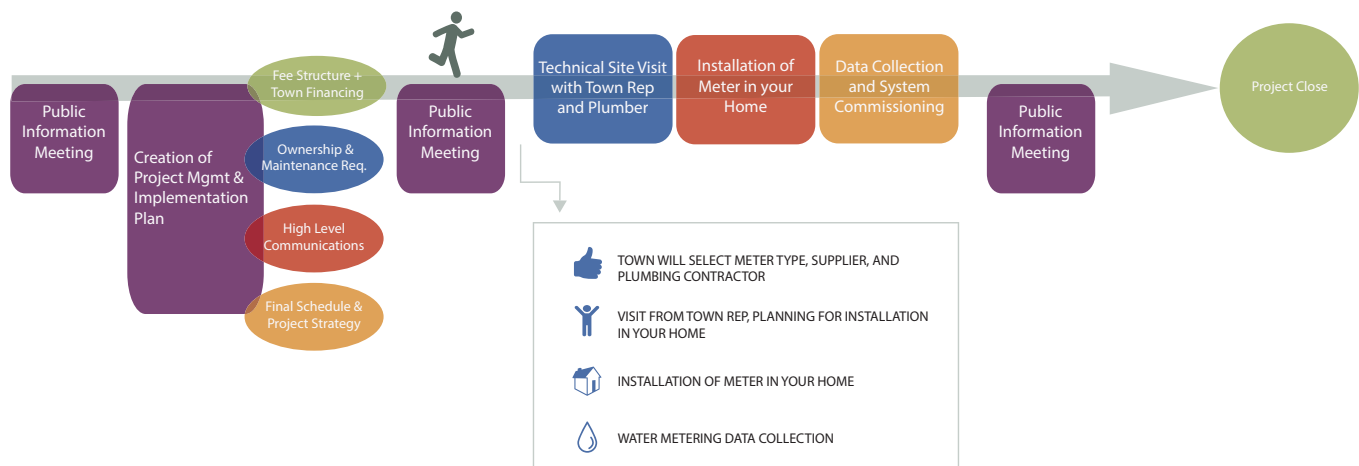 Public
Information
Meeting
Creation of
Project Mgmt &
Implementation
Plan
Fee Structure +
Town Financing
Ownership &
Maintenance Req.
High Level
Communications
Final Schedule &
Project Strategy
Public
Information
Meeting
Technical Site Visit
with Town Rep
and Plumber
Installation of
Meter in your
Home
Data Collection
and System
Commissioning
Public
Information
Meeting
Project Close
TOWN WILL SELECT METER TYPE, SUPPLIER, AND
PLUMBING CONTRACTOR
VISIT FROM TOWN REP, PLANNING FOR INSTALLATION
IN YOUR HOME
INSTALLATION OF METER IN YOUR HOME
WATER METERING DATA COLLECTION